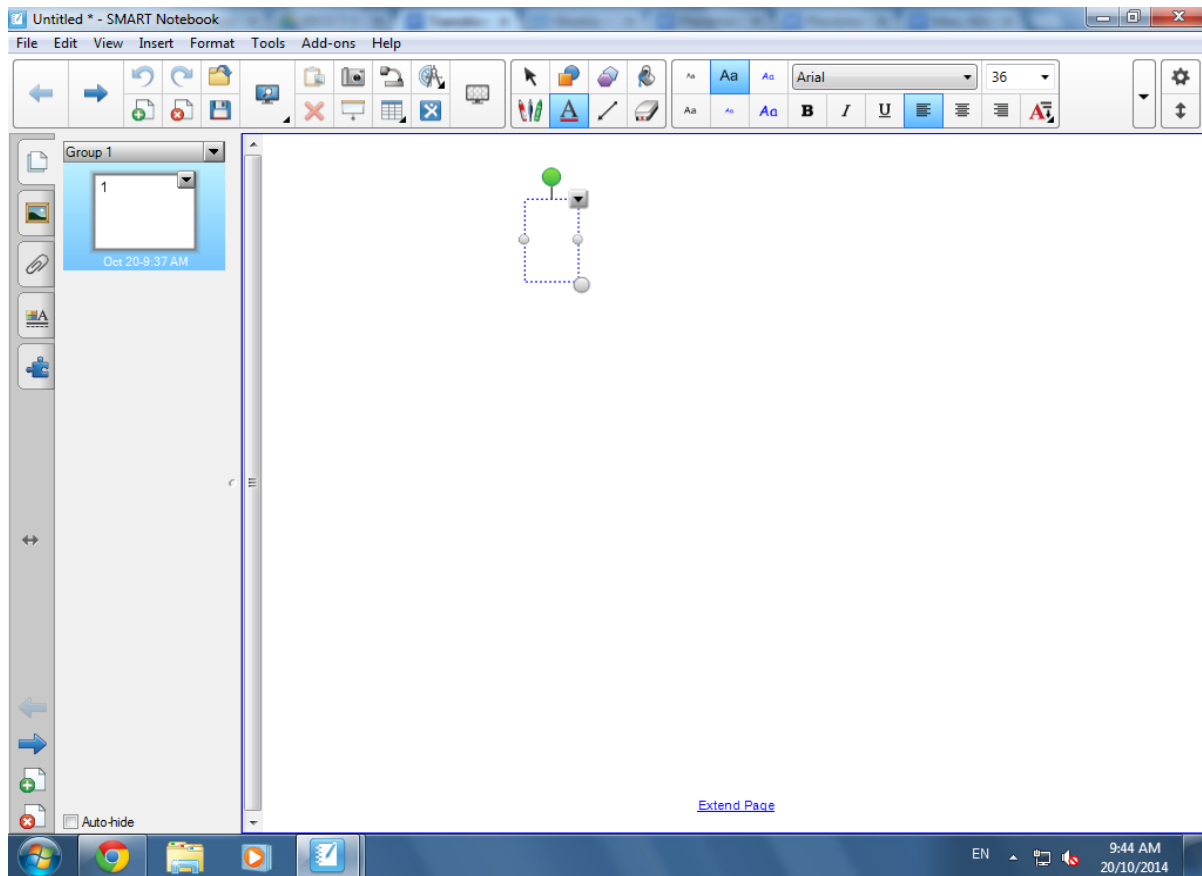 Untitled * - SMART Notebook
File Edit View Insert Format Tools Add-ons Help
Aa Aa Aa Arial 36
Aa Aa Aa B I U A
Group 1
1
Oct 20-9:37 AM
Extend Page
Auto-hide
EN 9:44 AM
20/10/2014